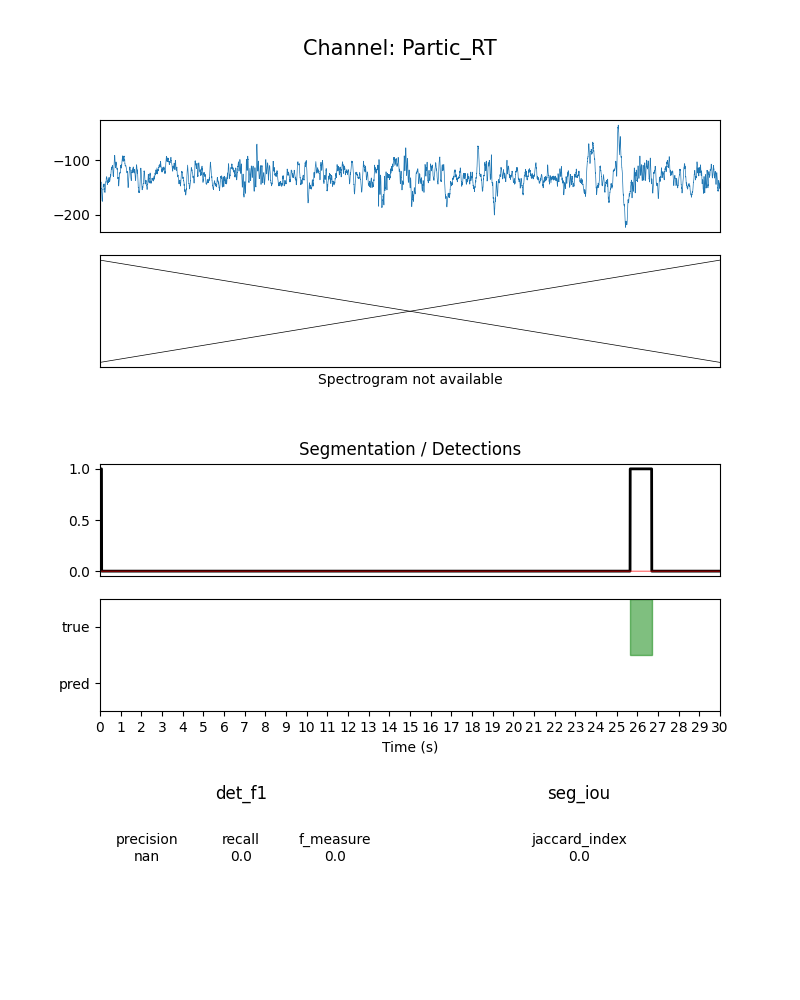 Channel: Partic_RT
−100
−200
Spectrogram not available
Segmentation / Detections
1.0
0.5
0.0
true
pred
0 1 2 3 4 5 6 7 8 9 10 11 12 13 14 15 16 17 18 19 20 21 22 23 24 25 26 27 28 29 30
Time (s)
det_f1 seg_iou
precision recall f_measure jaccard_index
nan 0.0 0.0 0.0